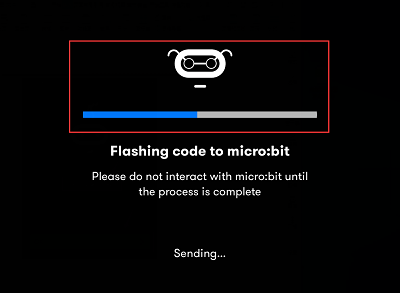 Flashing code to micro:bit
Please do not interact with micro:bit until
the process is complete
Sending...